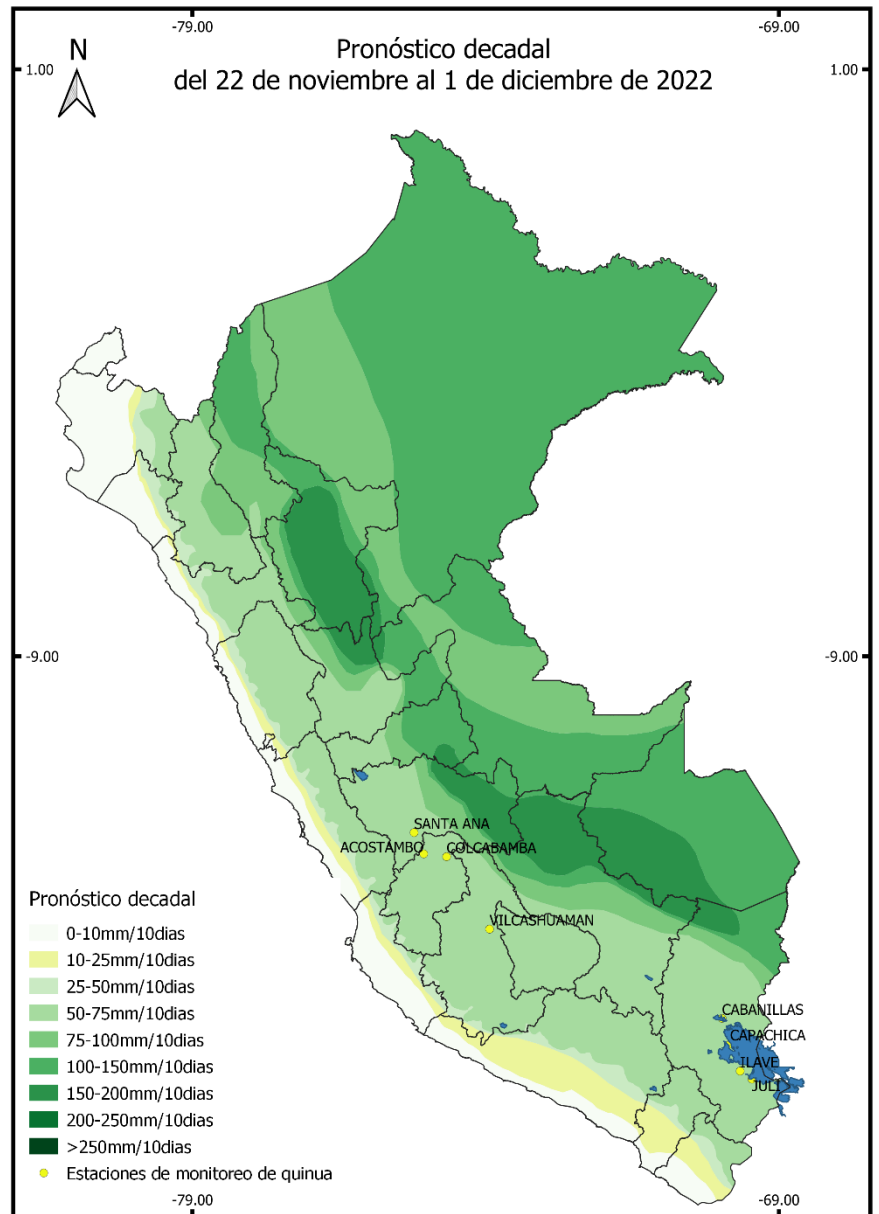 -79.00
-69.00
N
Pronóstico decadal
del 22 de noviembre al 1 de diciembre de 2022
1.00
1.00
-9.00
-9.00
SANTA ANA
ACOSTAMBO
COLCABAMBA
VILCASHUAMAN
CABANILLAS
CAPACHICA
ILAVE
JULI
Pronóstico decadal
0-10mm/10dias
10-25mm/10dias
25-50mm/10dias
50-75mm/10dias
75-100mm/10dias
100-150mm/10dias
150-200mm/10dias
200-250mm/10dias
>250mm/10dias
Estaciones de monitoreo de quinua
-79.00
-69.00